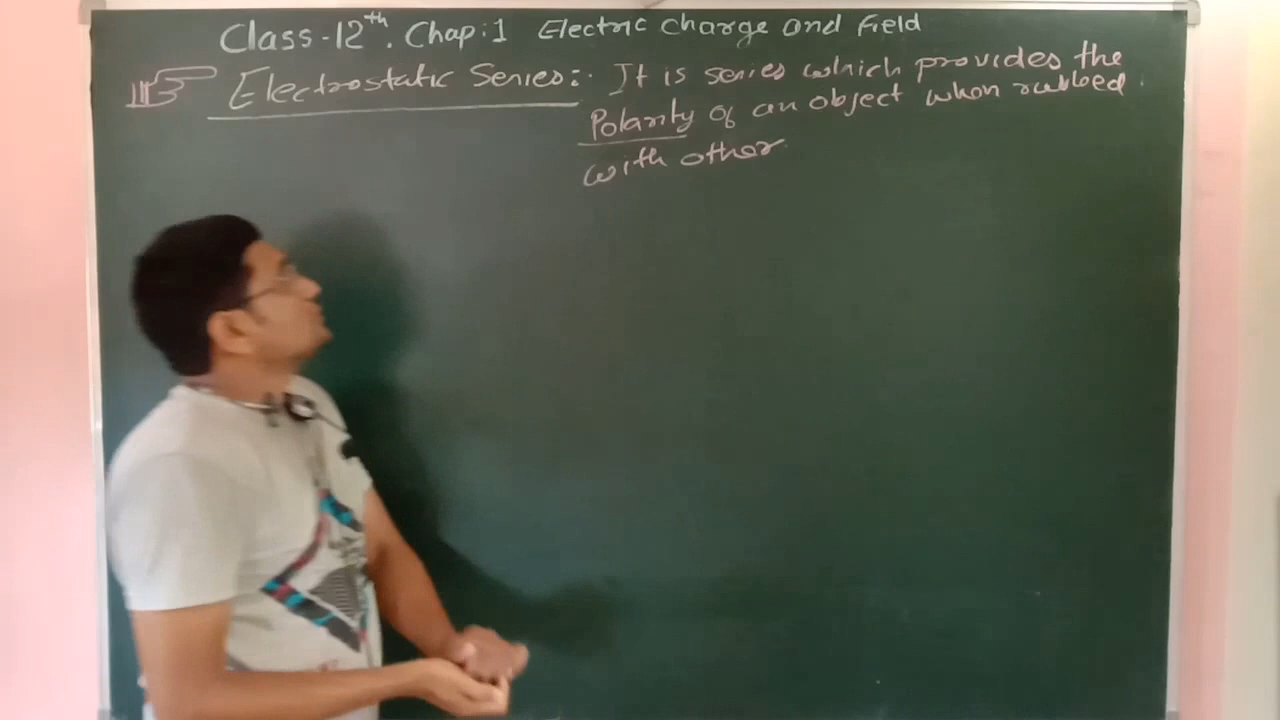 Class-12th. Chap:1 Electric Charge and Field
Electrostatic Series:- It is series which provides the
Polarity of an object when rubbed
with other